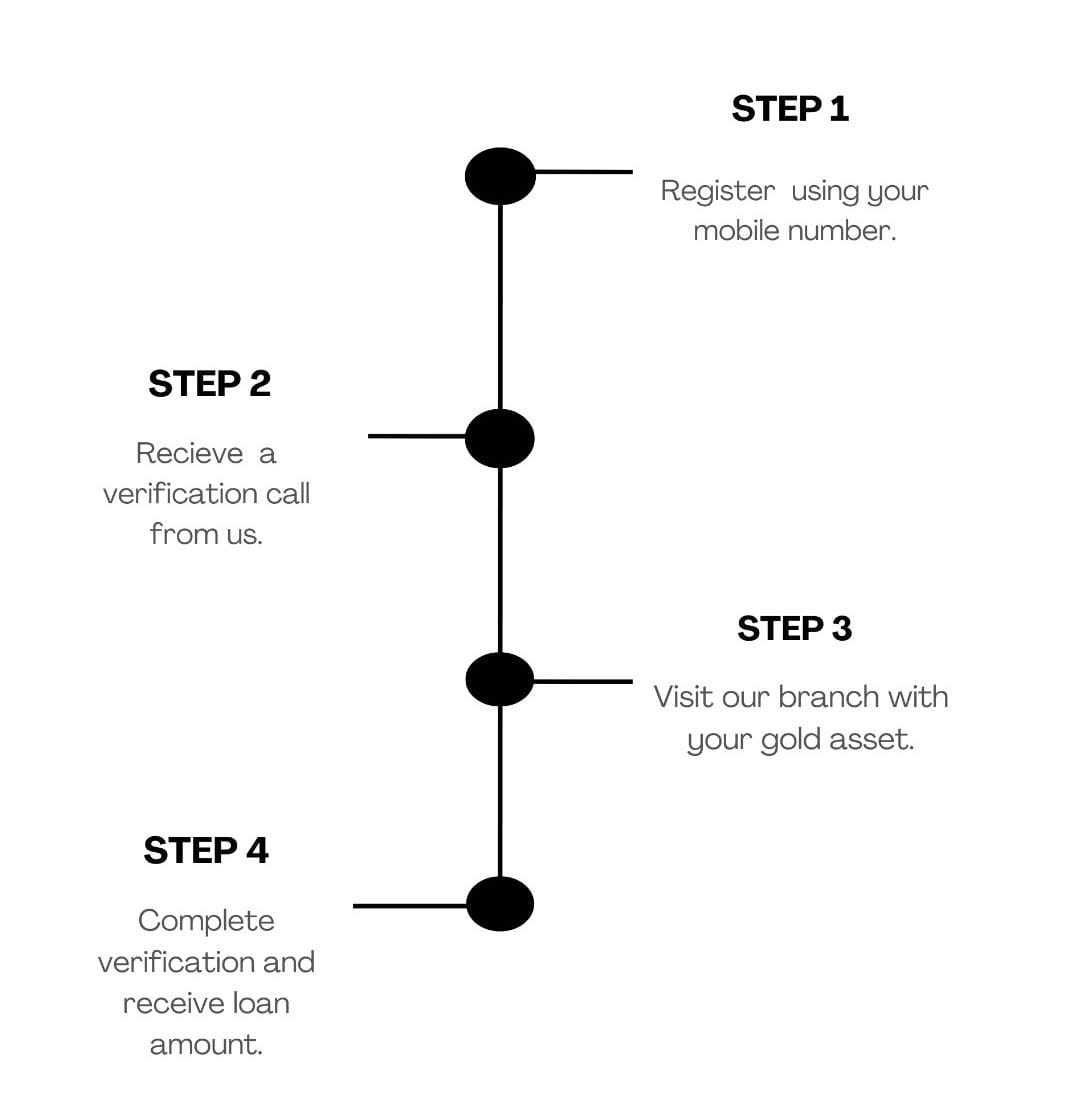 STEP 1
Register  using your
mobile number.
STEP 2
Recieve  a
verification call
from us.
STEP 3
Visit our branch with
your gold asset.
STEP 4
Complete
verification and
receive loan
amount.